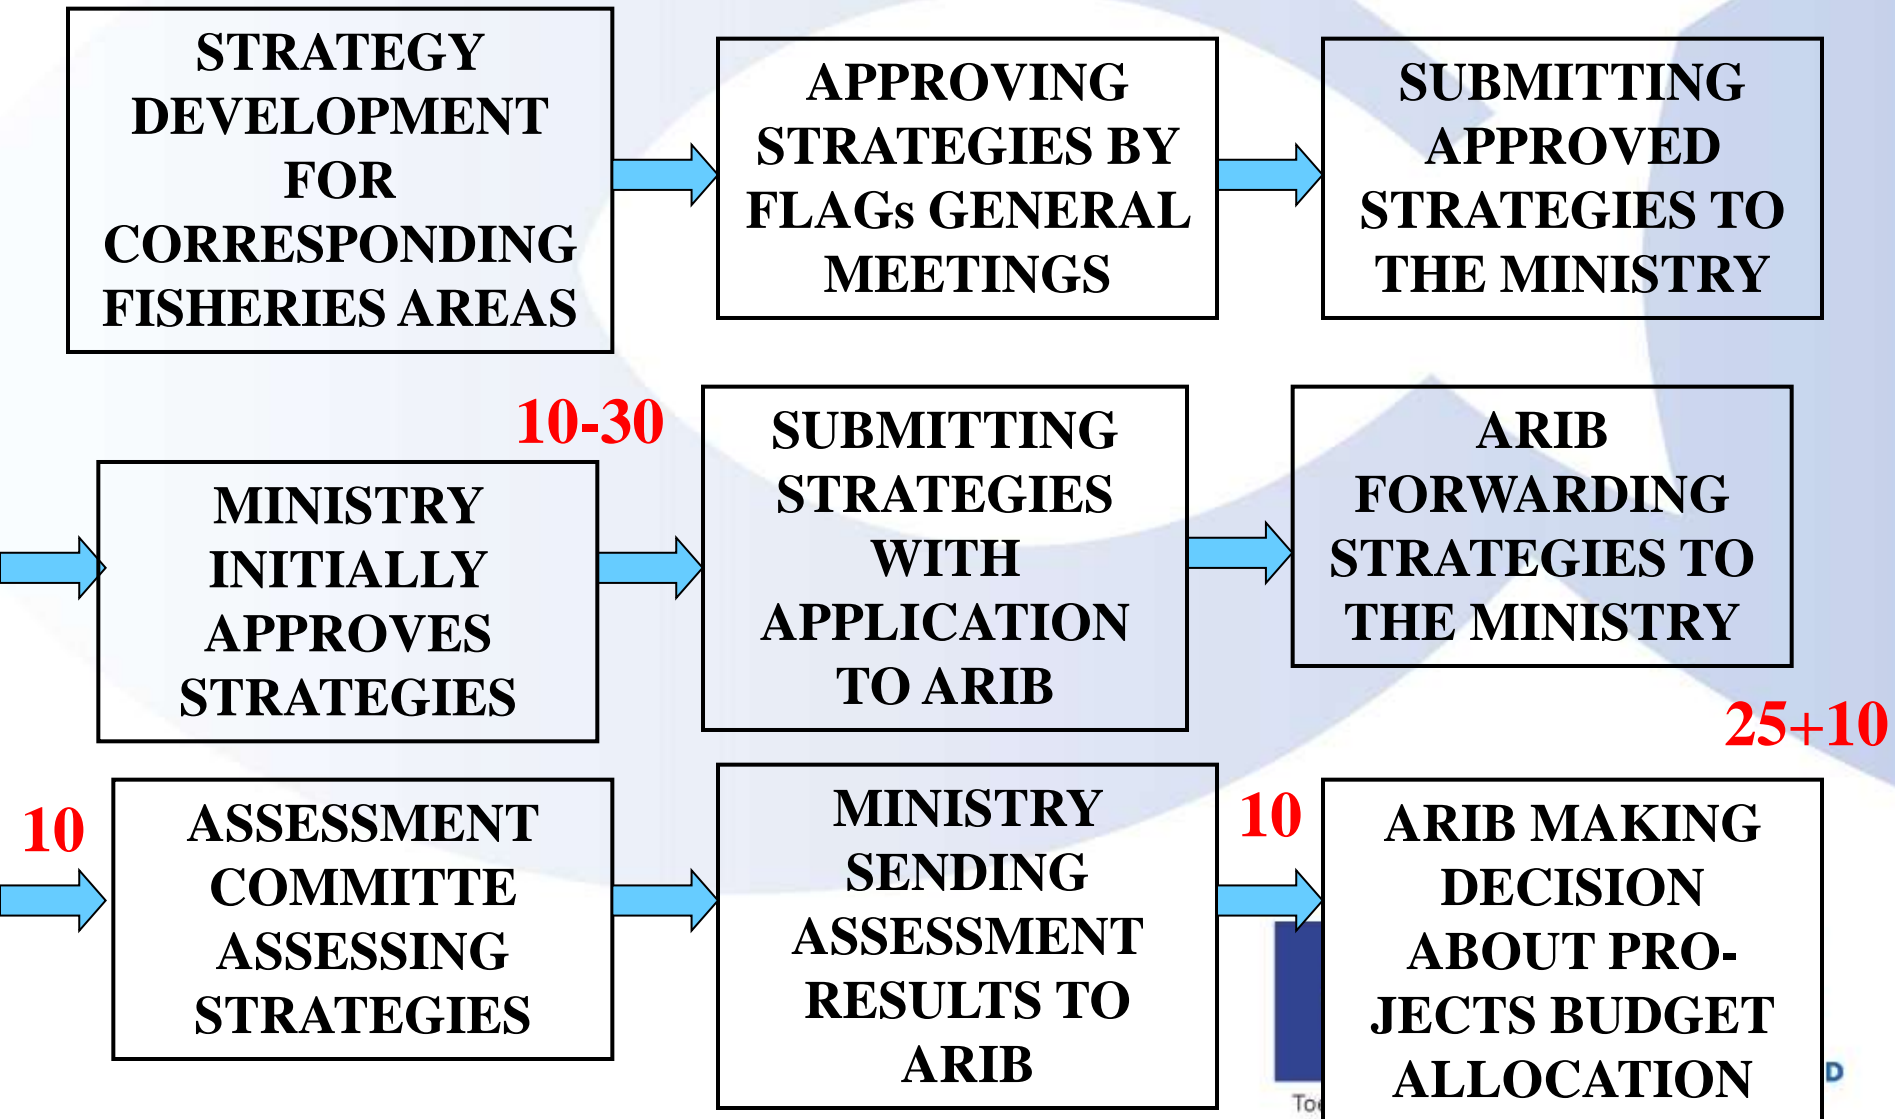 STRATEGY
DEVELOPMENT
FOR
CORRESPONDING
FISHERIES AREAS
APPROVING
STRATEGIES BY
FLAGs GENERAL
MEETINGS
SUBMITTING
APPROVED
STRATEGIES TO
THE MINISTRY
MINISTRY
INITIALLY
APPROVES
STRATEGIES
10-30
SUBMITTING
STRATEGIES
WITH
APPLICATION
TO ARIB
ARIB
FORWARDING
STRATEGIES TO
THE MINISTRY
25+10
10
ASSESSMENT
COMMITTE
ASSESSING
STRATEGIES
MINISTRY
SENDING
ASSESSMENT
RESULTS TO
ARIB
10
ARIB MAKING
DECISION
ABOUT PRO-
JECTS BUDGET
ALLOCATION